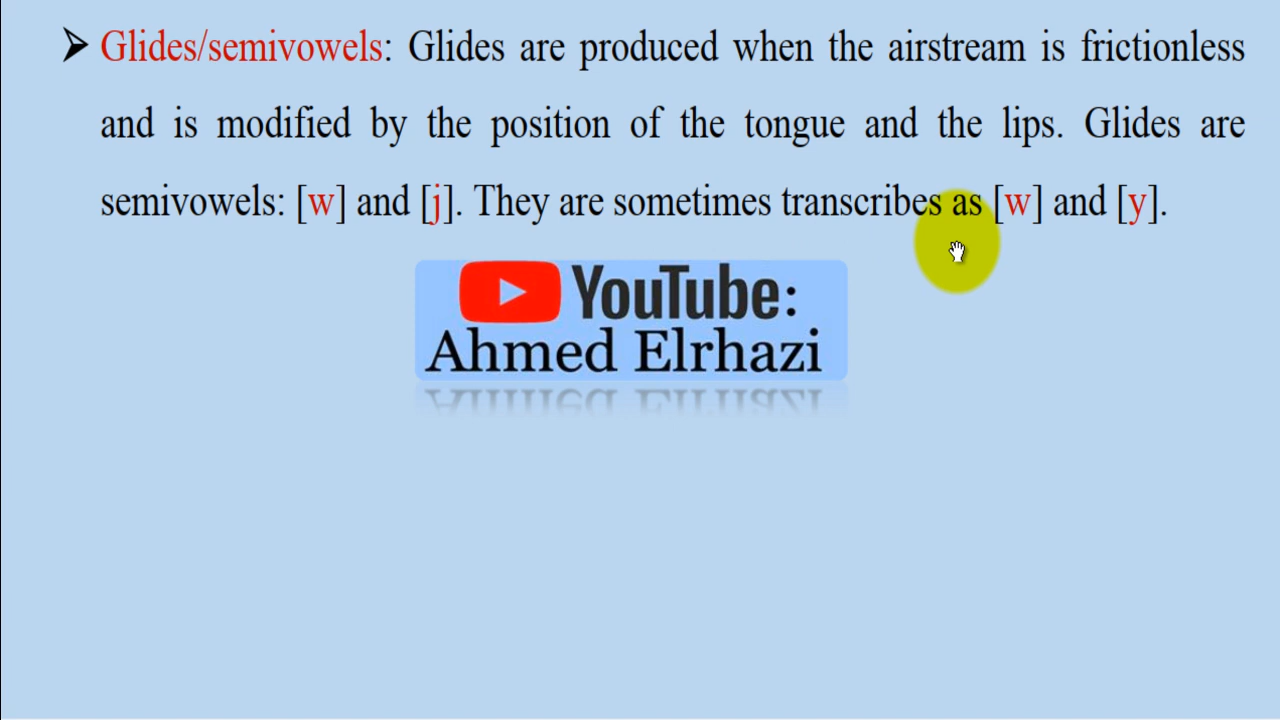 ➢ Glides/semivowels: Glides are produced when the airstream is frictionless
and is modified by the position of the tongue and the lips. Glides are
semivowels: [w] and [j]. They are sometimes transcribes as [w] and [y].
YouTube:
Ahmed Elrhazi